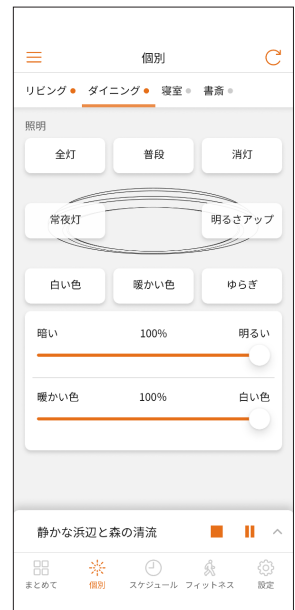 個別
リビング ダイニング 寝室 書斎
照明
全灯 普段 消灯
常夜灯 明るさアップ
白い色 暖かい色 ゆらぎ
暗い 100% 明るい
暖かい色 100% 白い色
静かな浜辺と森の清流
まとめて 個別 スケジュール フィットネス 設定